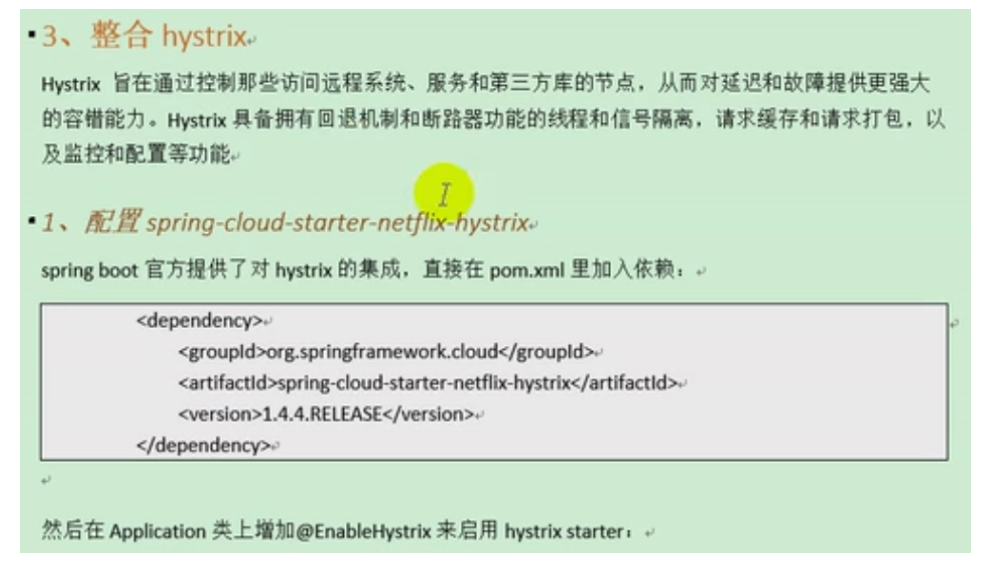 3、整合 hystrix
Hystrix 旨在通过控制那些访问远程系统、服务和第三方库的节点，从而对延迟和故障提供更强大
的容错能力。Hystrix 具备拥有回退机制和断路器功能的线程和信号隔离，请求缓存和请求打包，以
及监控和配置等功能
1、配置 spring-cloud-starter-netflix-hystrix
spring boot 官方提供了对 hystrix 的集成，直接在 pom.xml 里加入依赖：
<dependency>
<groupId>org.springframework.cloud</groupId>
<artifactId>spring-cloud-starter-netflix-hystrix</artifactId>
<version>1.4.4.RELEASE</version>
</dependency>
然后在 Application 类上增加@EnableHystrix 来启用 hystrix starter：